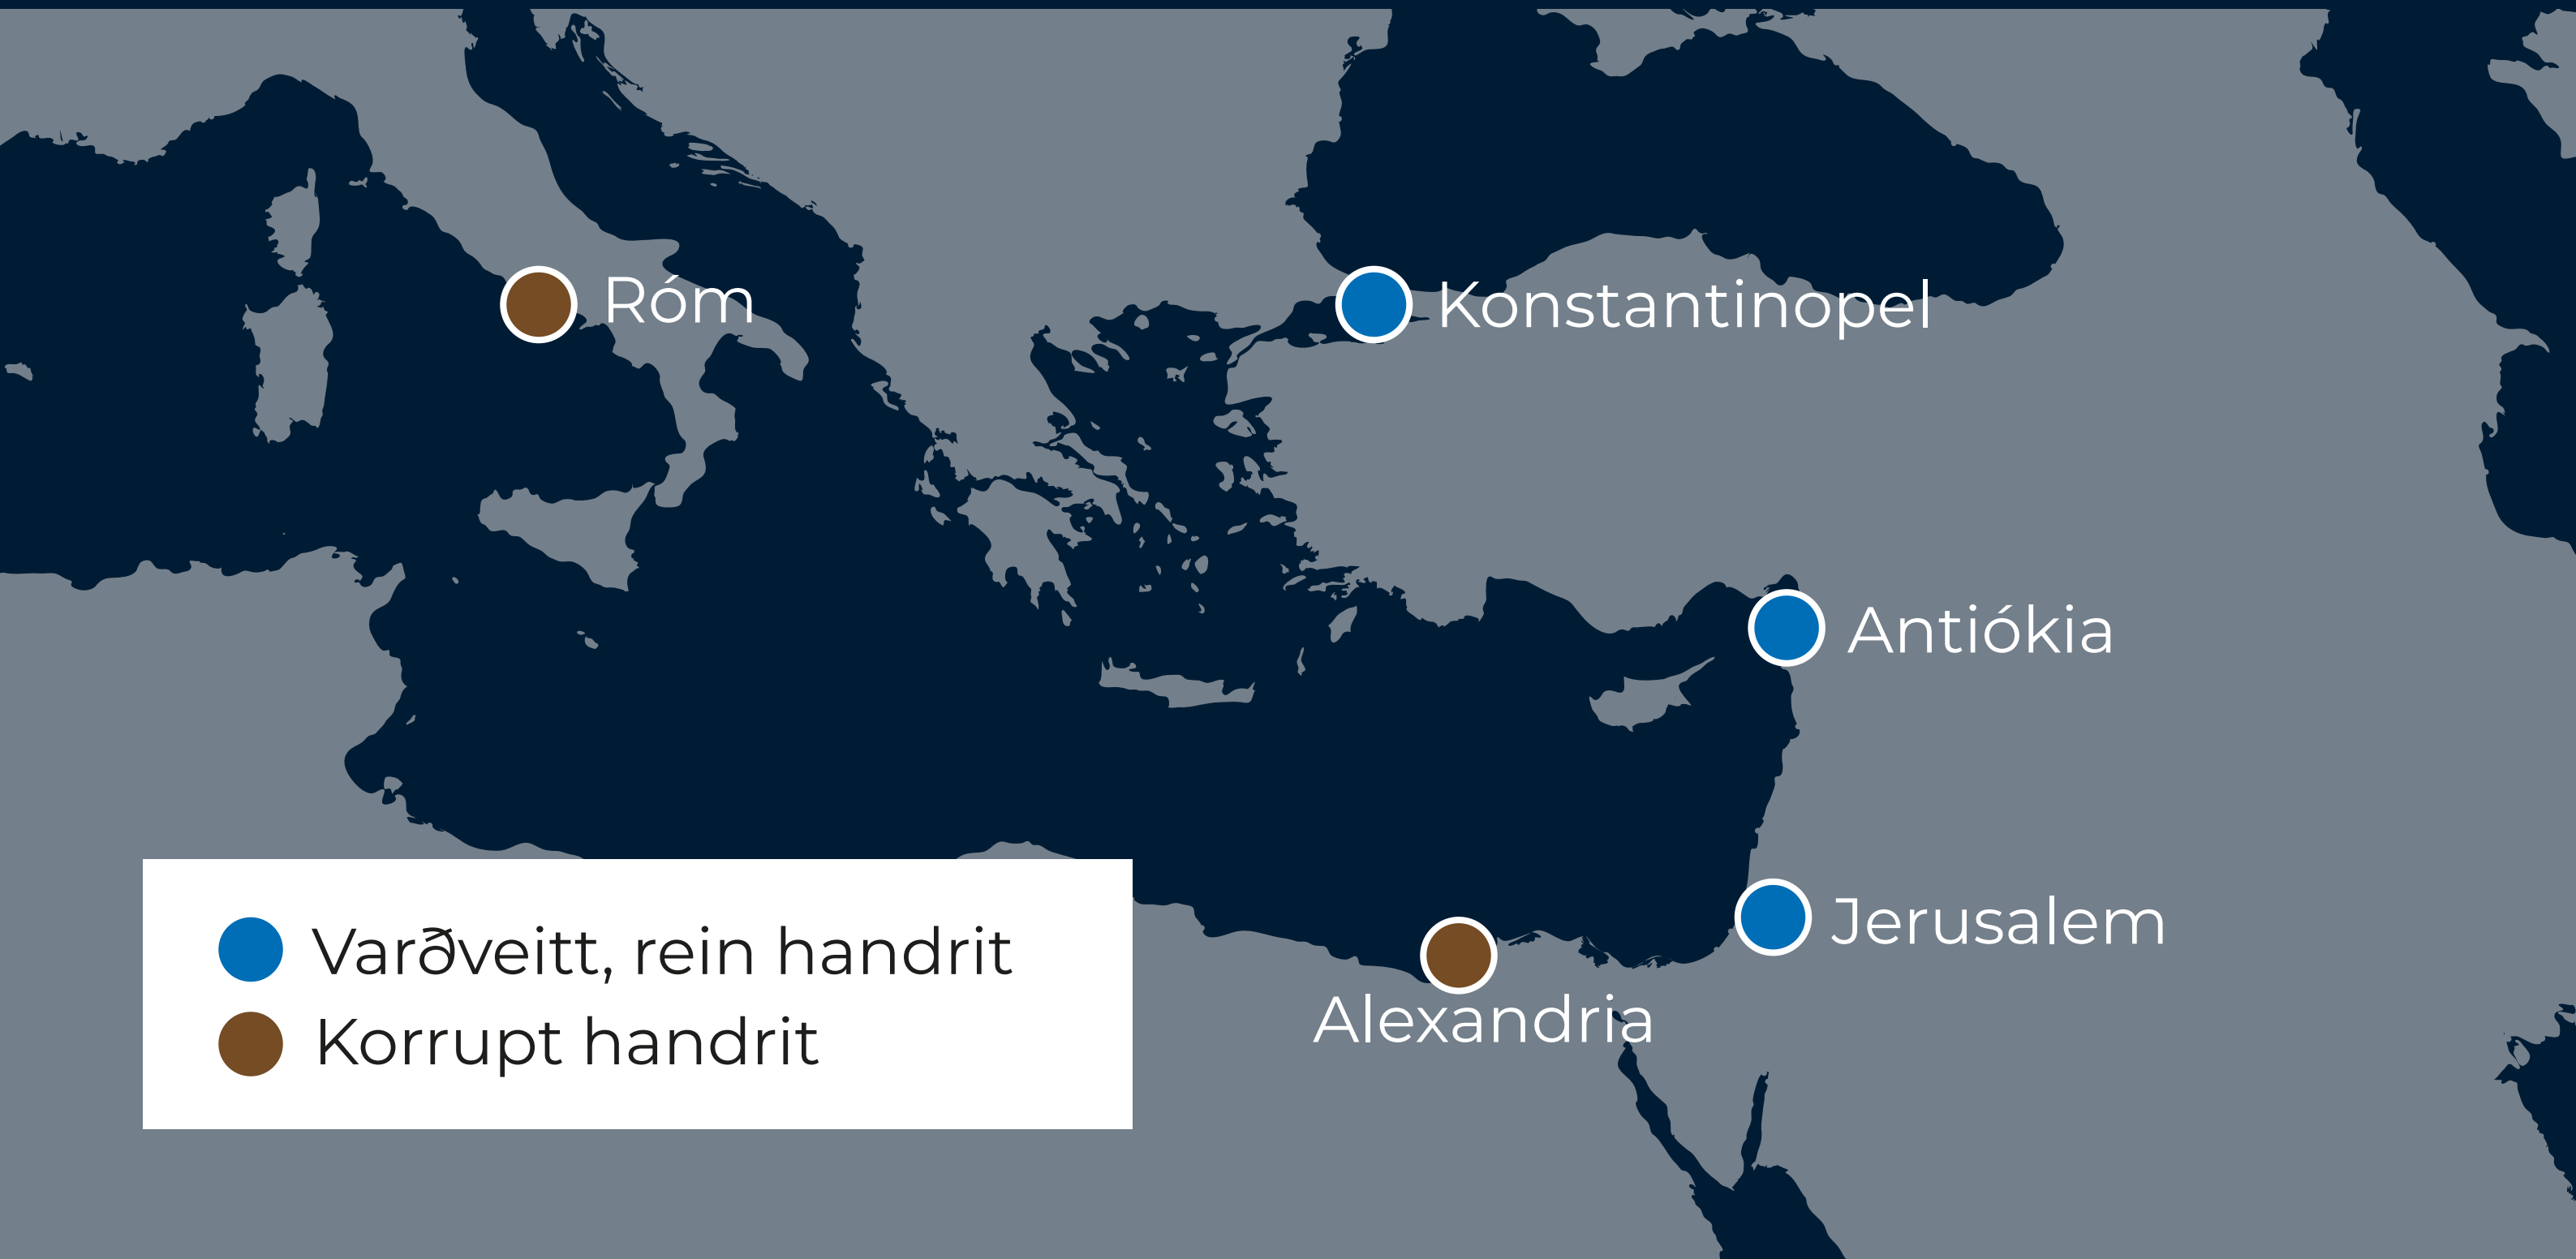 Róm
Konstantinopel
Antiókia
Jerusalem
Alexandria
Varðveitt, rein handrit
Korrupt handrit